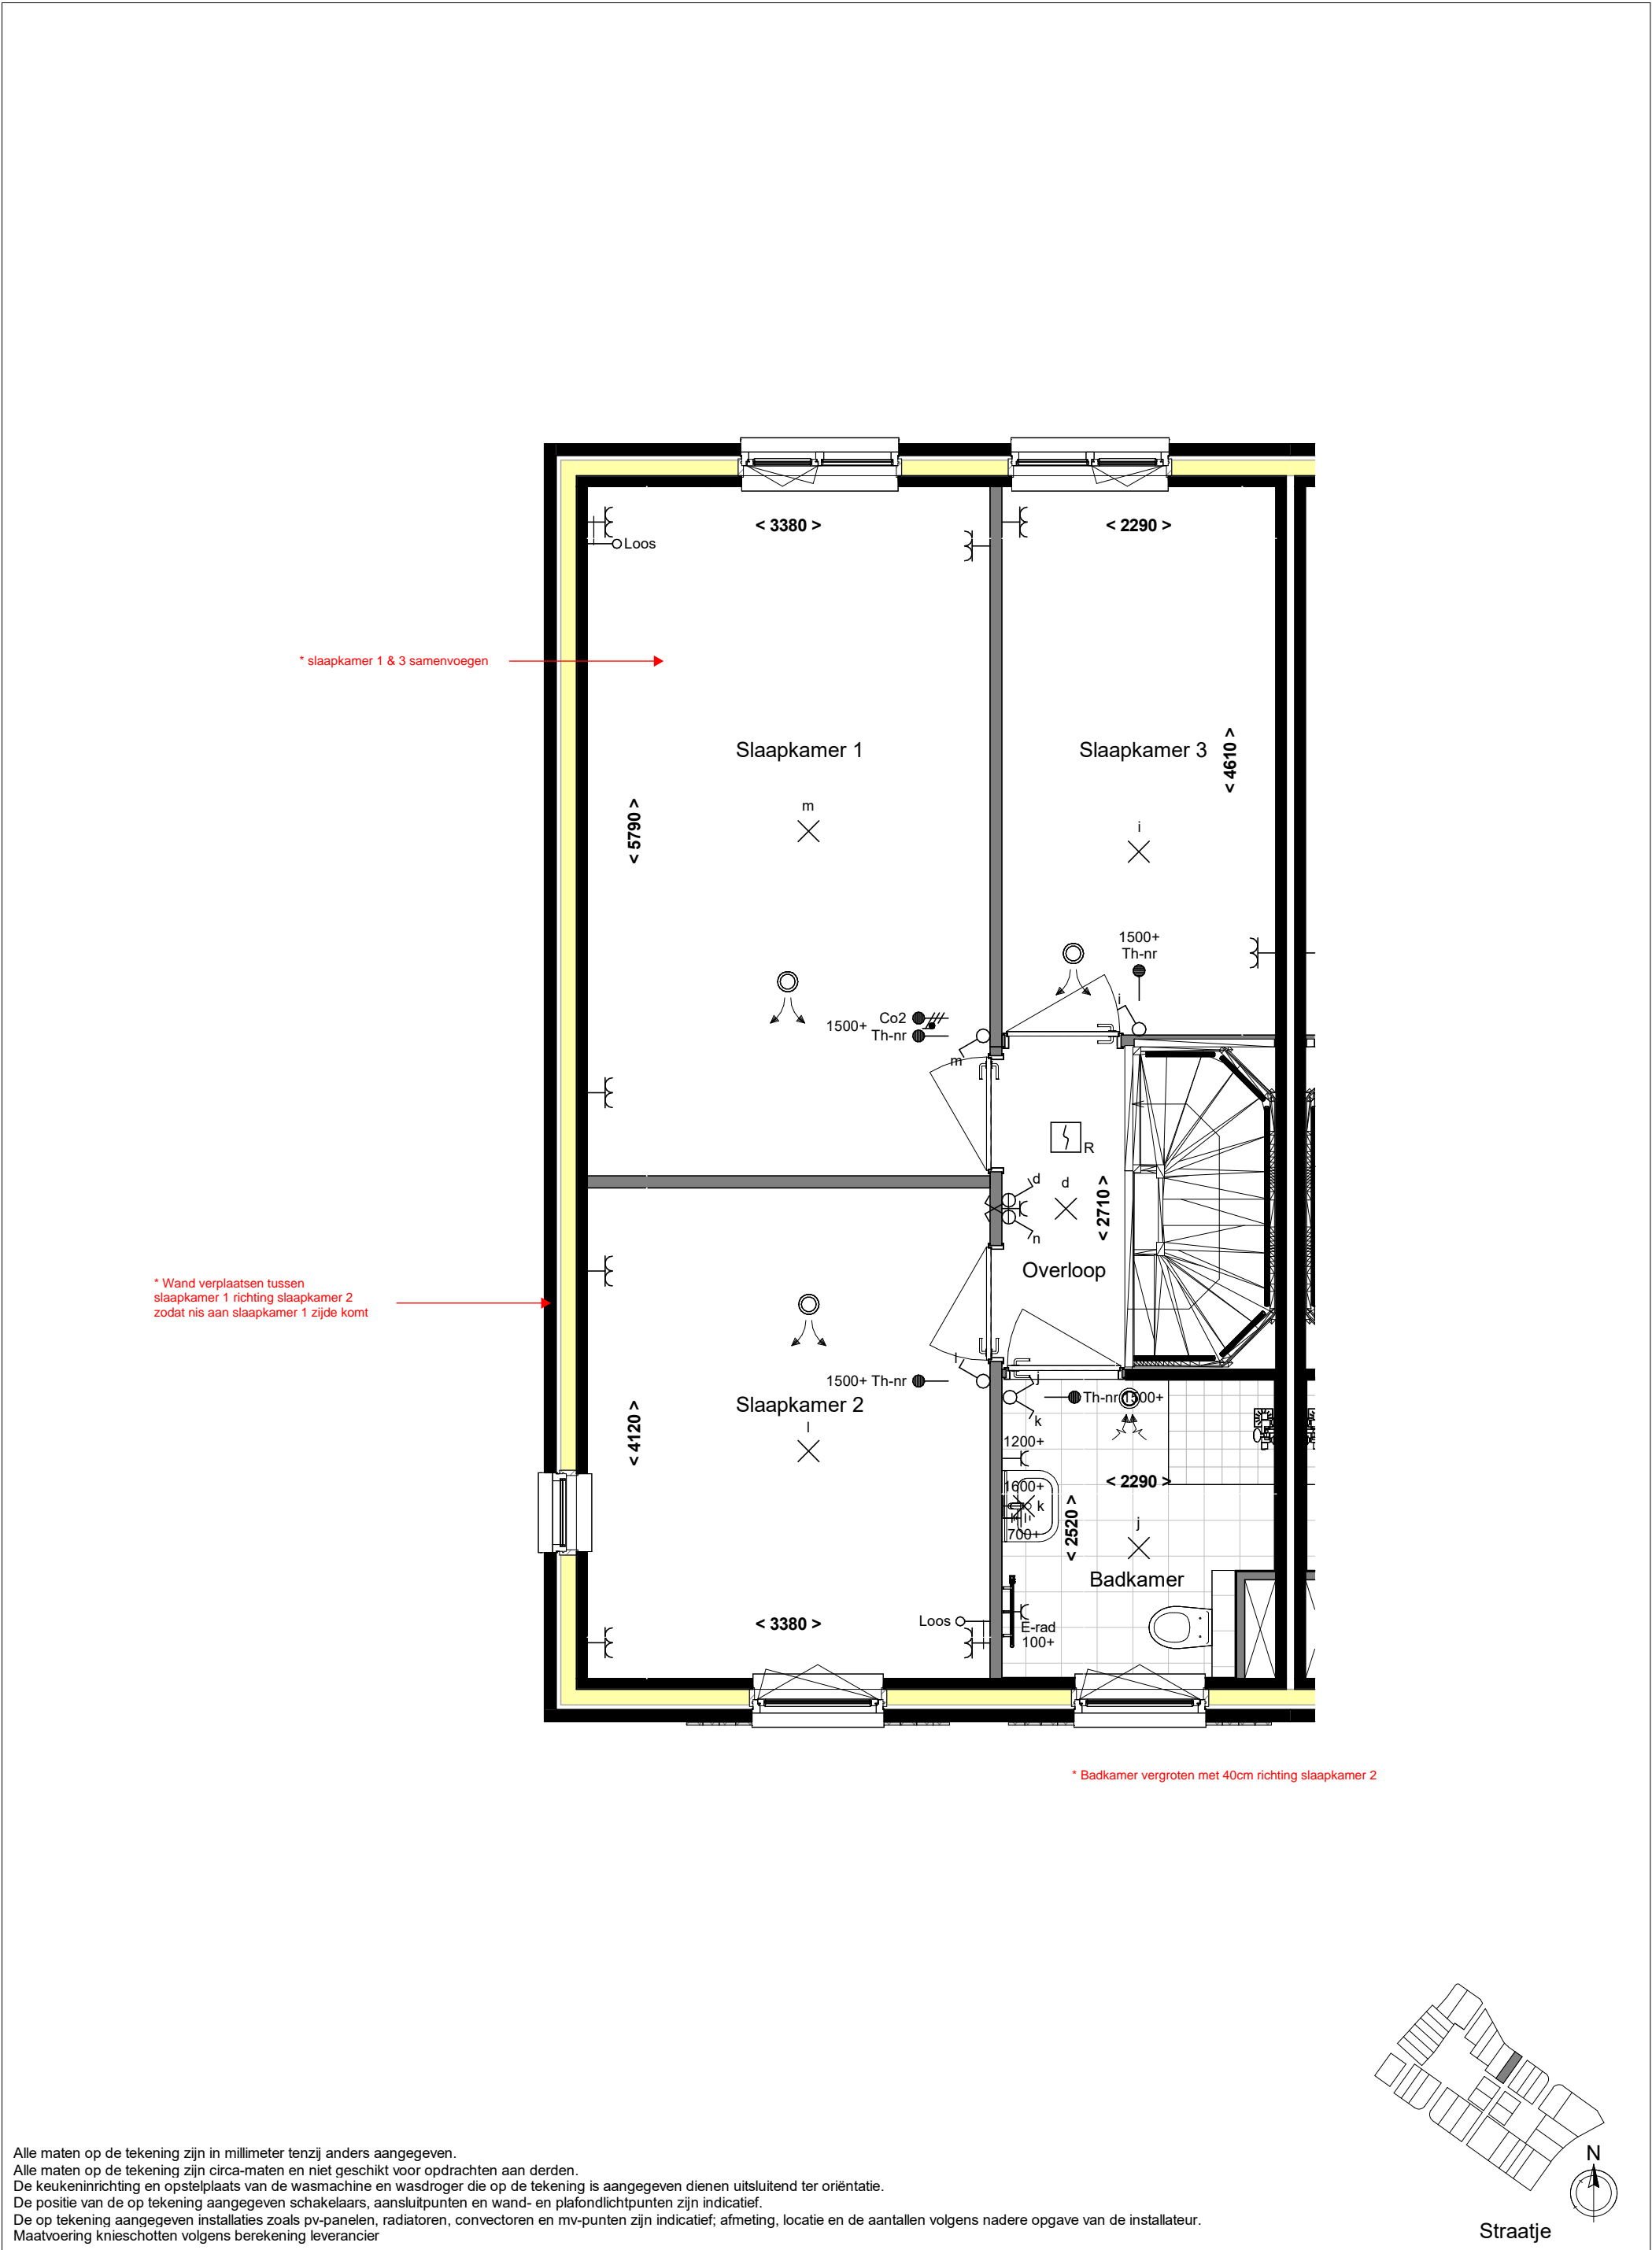 < 3380 >
< 2290 >
Loos
* slaapkamer 1 & 3 samenvoegen
Slaapkamer 1
Slaapkamer 3
< 4610 >
m
i
< 5790 >
1500+
Th-nr
i
Co2
1500+
Th-nr
m
R
d
d
< 2710 >
n
Overloop
* Wand verplaatsen tussen
slaapkamer 1 richting slaapkamer 2
zodat nis aan slaapkamer 1 zijde komt
l
1500+ Th-nr
j
Th-nr 1500+
Slaapkamer 2
k
l
< 4120 >
1200+
< 2290 >
1600+
k
700+
< 2520 >
j
Badkamer
< 3380 >
Loos
E-rad
100+
* Badkamer vergroten met 40cm richting slaapkamer 2
Alle maten op de tekening zijn in millimeter tenzij anders aangegeven.
Alle maten op de tekening zijn circa-maten en niet geschikt voor opdrachten aan derden.
De keukeninrichting en opstelplaats van de wasmachine en wasdroger die op de tekening is aangegeven dienen uitsluitend ter oriëntatie.
De positie van de op tekening aangegeven schakelaars, aansluitpunten en wand- en plafondlichtpunten zijn indicatief.
De op tekening aangegeven installaties zoals pv-panelen, radiatoren, convectoren en mv-punten zijn indicatief; afmeting, locatie en de aantallen volgens nadere opgave van de installateur.
Maatvoering knieschotten volgens berekening leverancier
N
Straatje